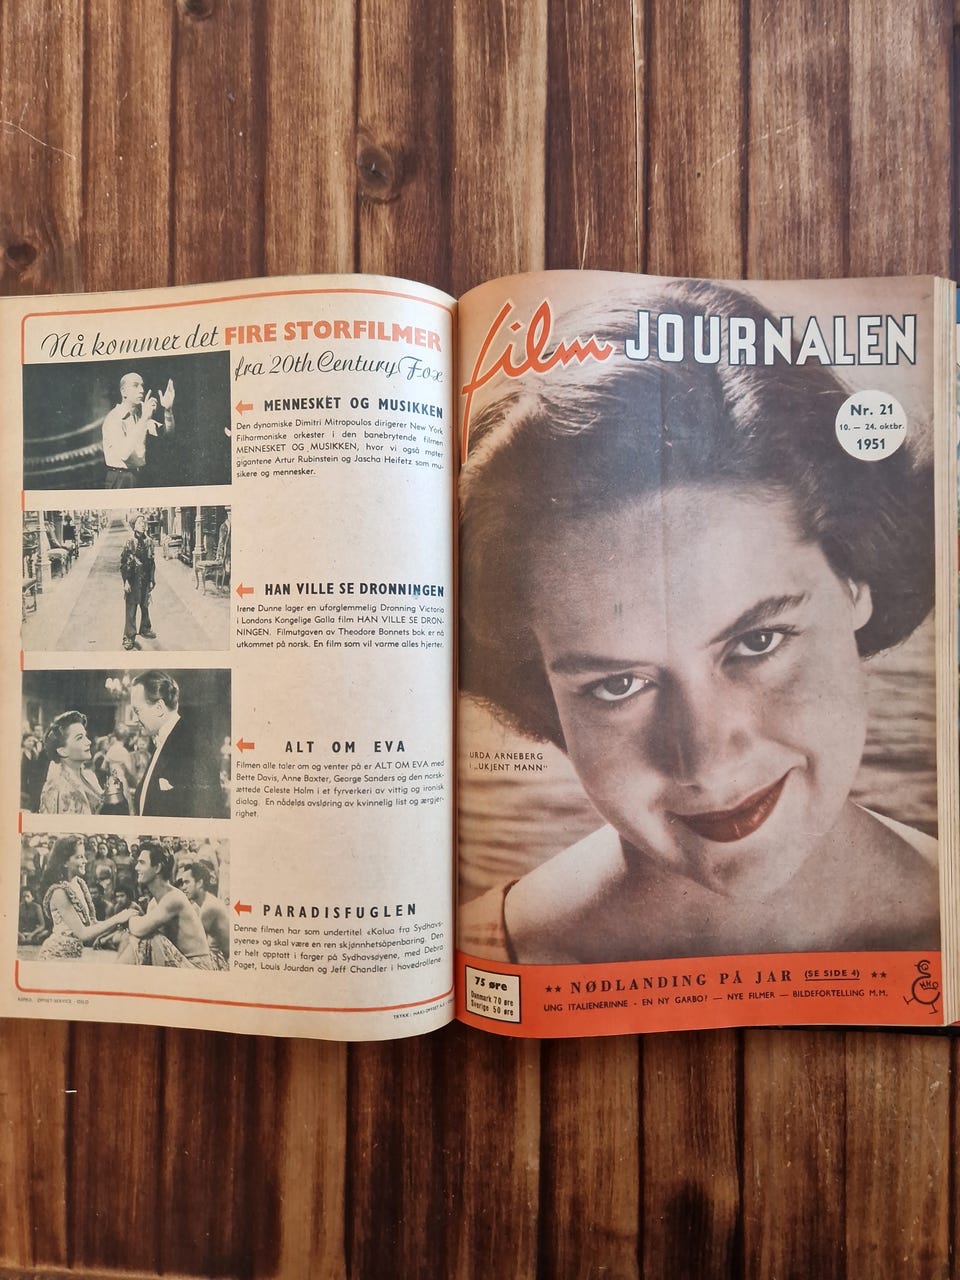 Nå kommer det FIRE STORFILMER
fra 20th Century Fox
MENNESKET OG MUSIKKEN
Den dynamiske Dimitri Mitropoulos dirigerer New York
Filharmoniske orkester i den banebrytende filmen
MENNESKET OG MUSIKKEN, hvor vi også møter
gigantene Artur Rubinstein og Jascha Heifetz som mu-
sikere og mennesker.
HAN VILLE SE DRONNINGEN
Irene Dunne lager en uforglemmelig Dronning Victoria
i Londons Kongelige Galla film HAN VILLE SE DRON-
NINGEN. Filmutgaven av Theodore Bonnets bok er nå
utkommet på norsk. En film som vil varme alles hjerter.
ALT OM EVA
Filmen alle taler om og venter på er ALT OM EVA med
Bette Davis, Anne Baxter, George Sanders og den norsk-
ættede Celeste Holm i et fyrverkeri av vittig og ironisk
dialog. En nådeløs avsløring av kvinnelig list og ærgjer-
righet.
PARADISFUGLEN
Denne filmen har som undertitel «Kalua fra Sydhavs-
øyene» og skal være en ren skjønnhetsåpenbaring. Den
er helt opptatt i farger på Sydhavsøyene, med Debra
Paget, Louis Jourdan og Jeff Chandler i hovedrollene.
REPRO. OFFSET-SERVICE - OSLO
TRYKK: HAKI-OFFSET A.S
film JOURNALEN
Nr. 21
10. — 24. oktbr.
1951
URDA ARNEBERG
I „UKJENT MANN"
75 øre
Danmark 70 øre
Sverige 50 øre
★★ NØDLANDING PÅ JAR (SE SIDE 4) ★★
UNG ITALIENERINNE - EN NY GARBO? — NYE FILMER — BILDEFORTELLING M.M.